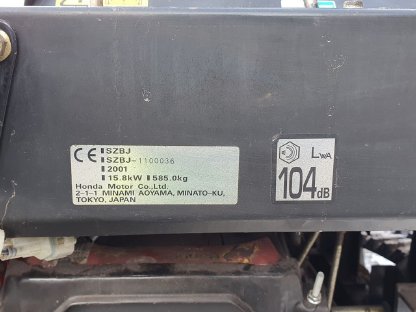 CE SZBJ
SZBJ-1100036
2001
15.8kW 585.0kg
Honda Motor Co.,Ltd.
2-1-1 MINAMI AOYAMA, MINATO-KU,
TOKYO, JAPAN
LWA
104dB